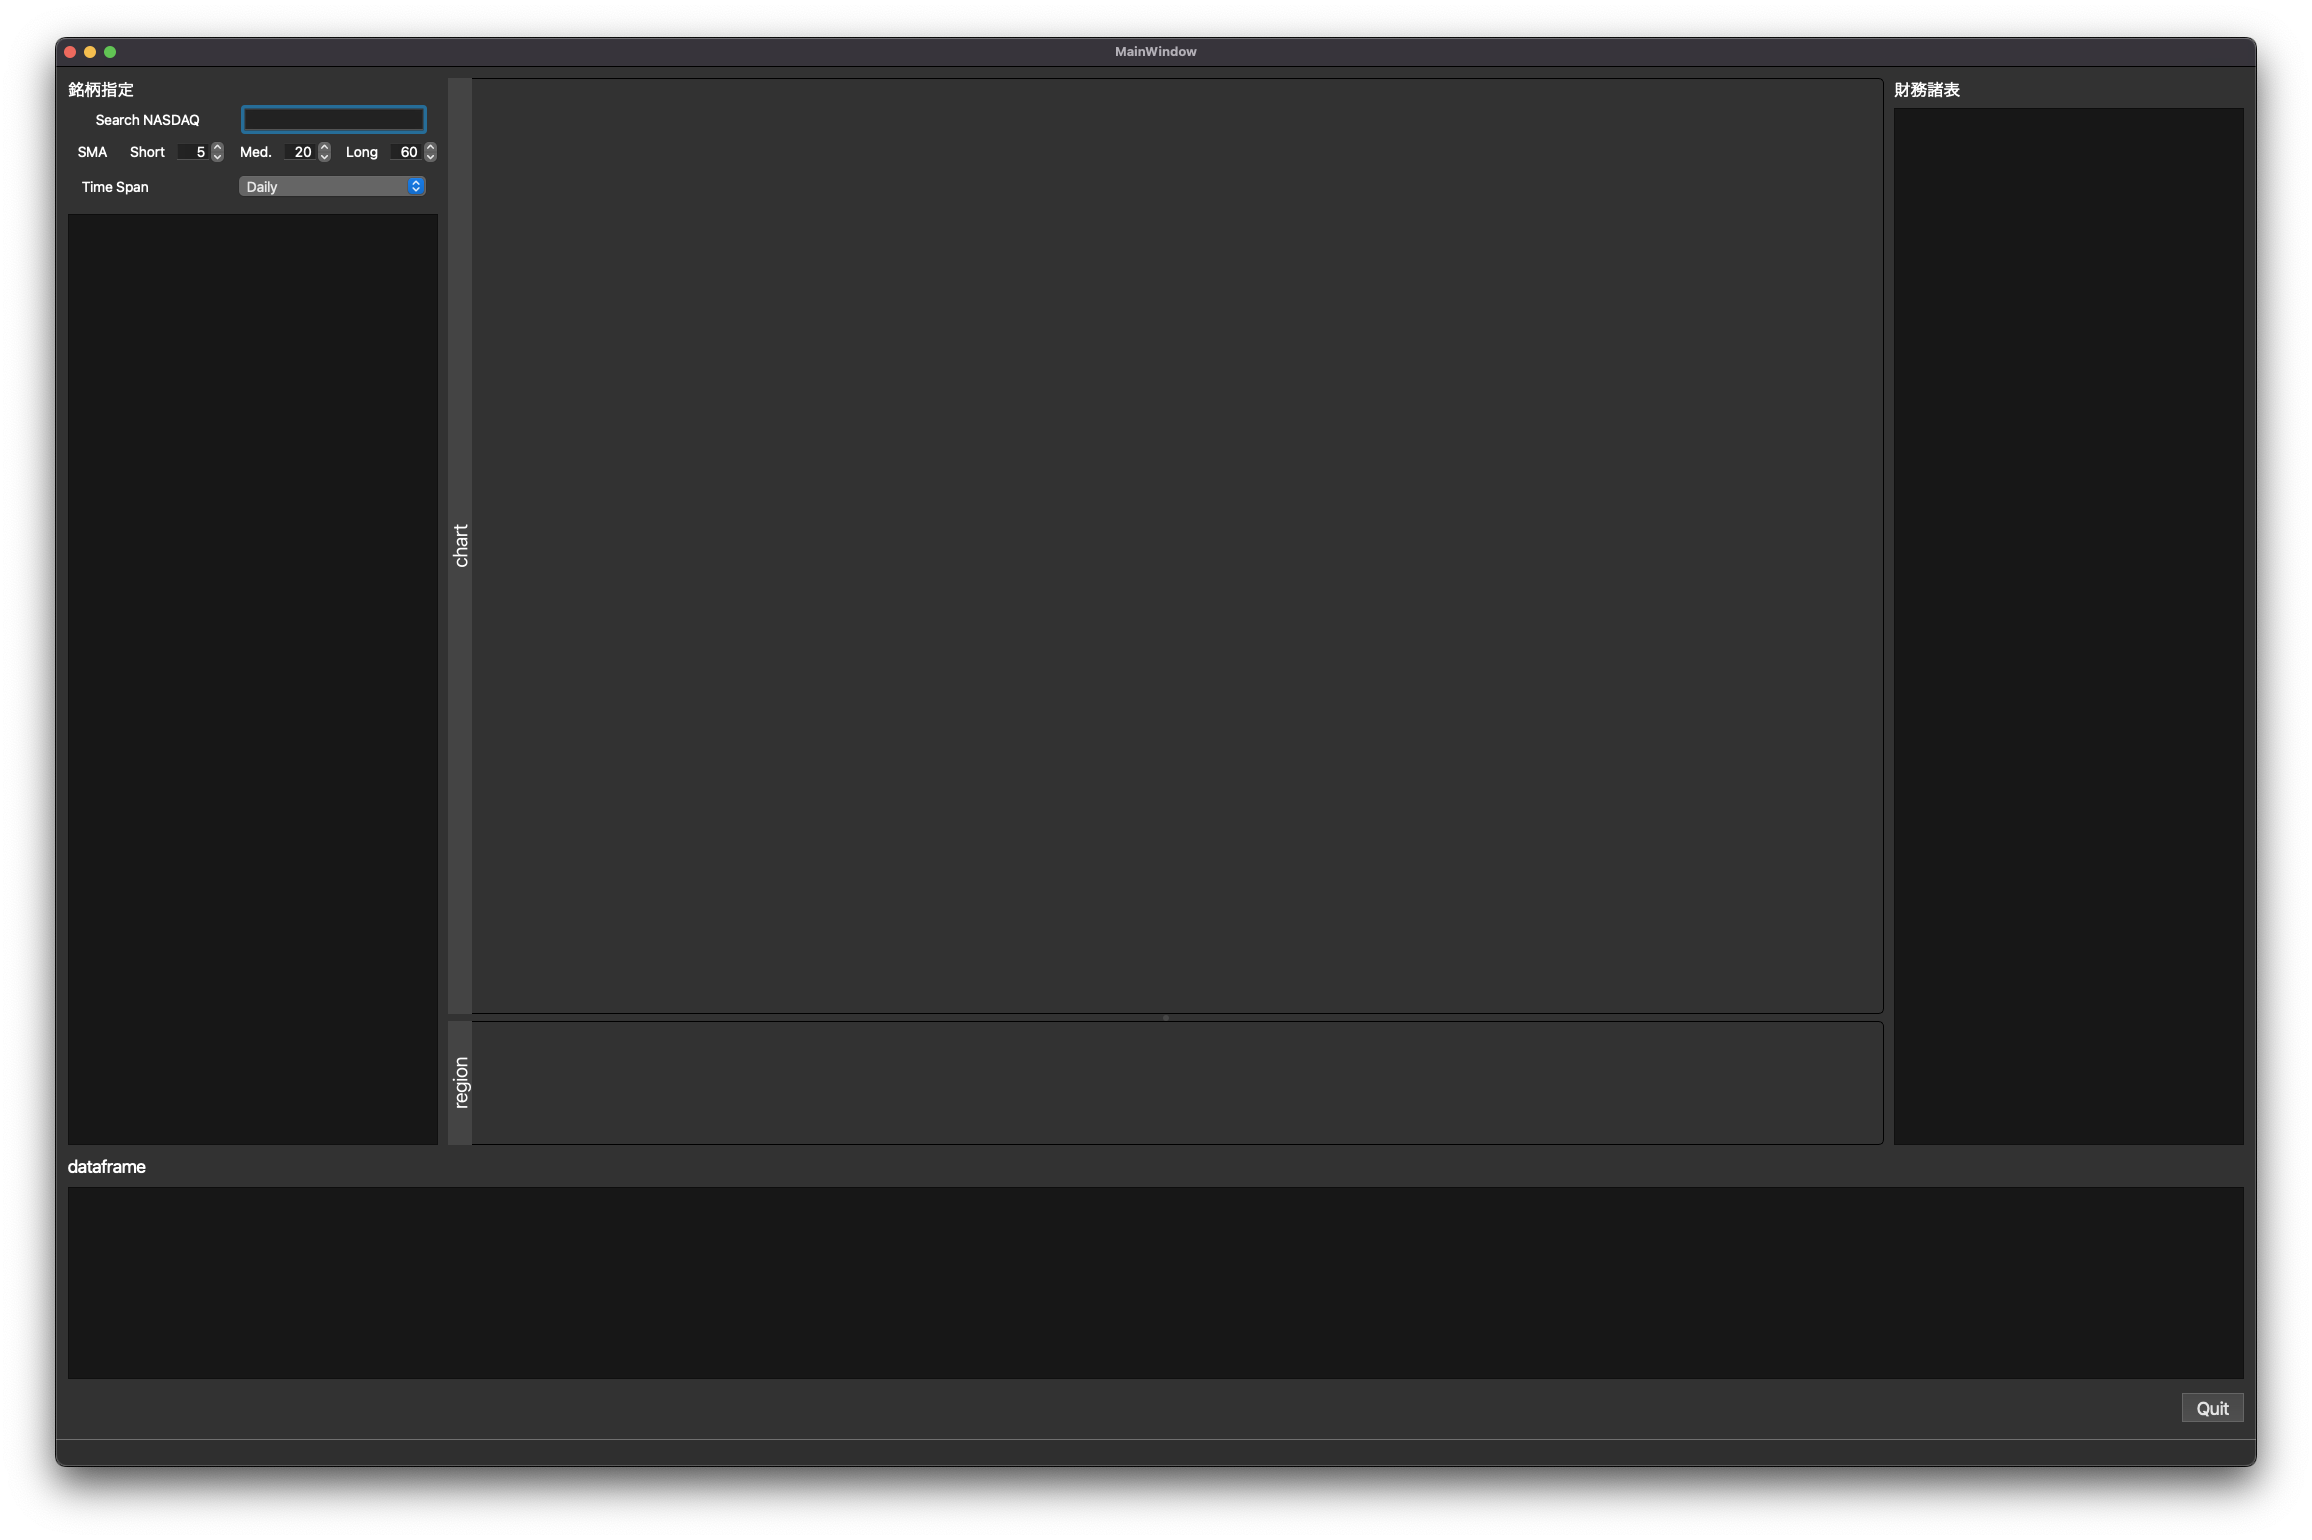 MainWindow
銘柄指定
Search NASDAQ
SMA Short 5 Med. 20 Long 60
Time Span Daily
chart
region
財務諸表
dataframe
Quit